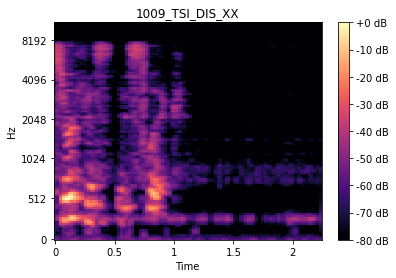 1009_TSI_DIS_XX
8192
4096
2048
1024
512
0
Hz
0
0.5
1
1.5
2
Time
+0 dB
-10 dB
-20 dB
-30 dB
-40 dB
-50 dB
-60 dB
-70 dB
-80 dB